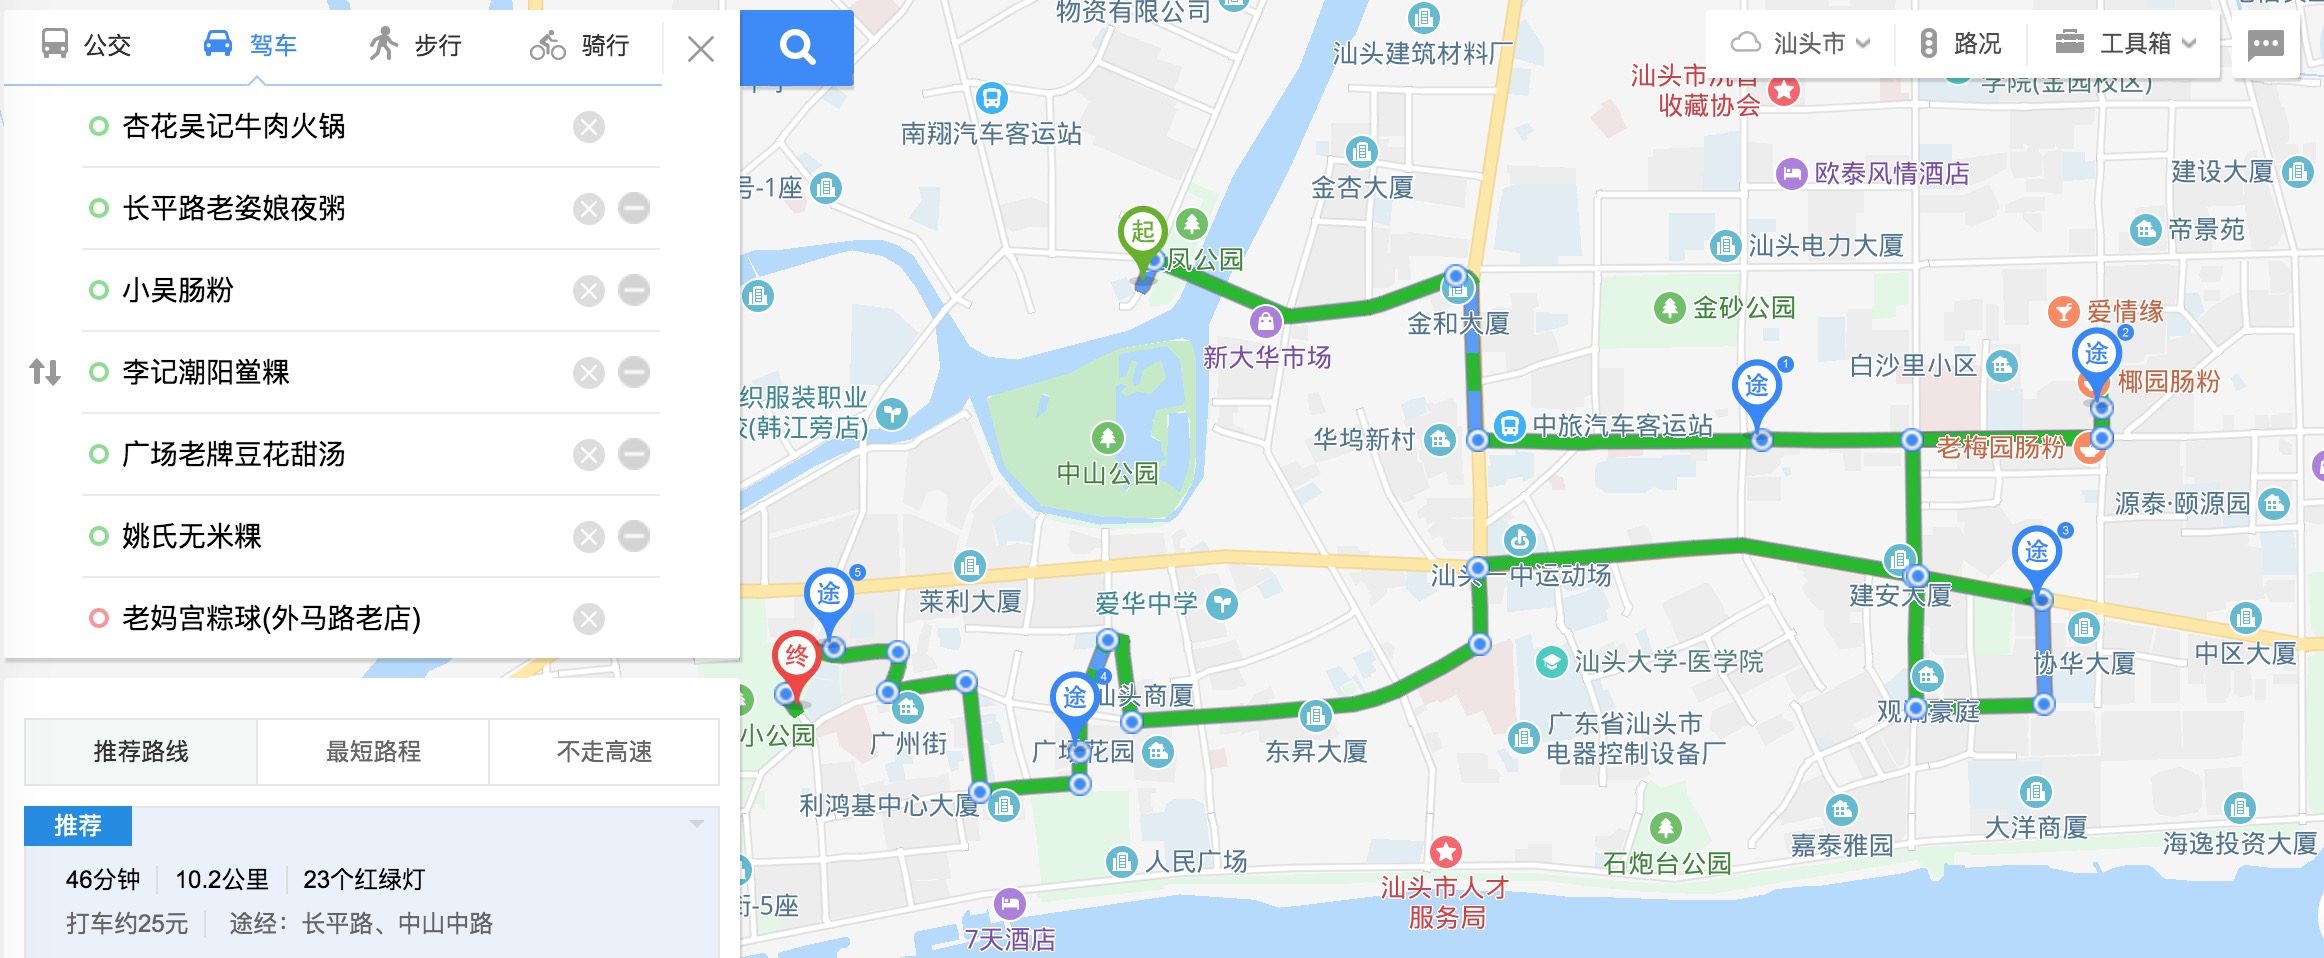 公交
驾车
步行
骑行
杏花吴记牛肉火锅
长平路老姿娘夜粥
小吴肠粉
李记潮阳鲎粿
广场老牌豆花甜汤
姚氏无米粿
老妈宫粽球(外马路老店)
推荐路线
最短路程
不走高速
推荐
46分钟
10.2公里
23个红绿灯
打车约25元
途经：长平路、中山中路
汕头市
路况
工具箱
物资有限公司
汕头建筑材料厂
收藏协会
学院(金园校区)
南翔汽车客运站
号-1座
金杏大厦
欧泰风情酒店
建设大厦
帝景苑
汕头电力大厦
起
凤公园
金砂公园
爱情缘
金和大厦
新大华市场
途
1
途
2
白沙里小区
椰园肠粉
织服装职业
(韩江旁店)
华坞新村
中旅汽车客运站
老梅园肠粉
中山公园
源泰·颐源园
途
3
途
5
莱利大厦
爱华中学
汕头一中运动场
建安大厦
终
协华大厦
中区大厦
汕头大学-医学院
途
4
汕头商厦
小公园
广州街
广场花园
东昇大厦
广东省汕头市
电器控制设备厂
观海豪庭
利鸿基中心大厦
人民广场
石炮台公园
嘉泰雅园
大洋商厦
海逸投资大厦
汕头市人才
服务局
街-5座
7天酒店